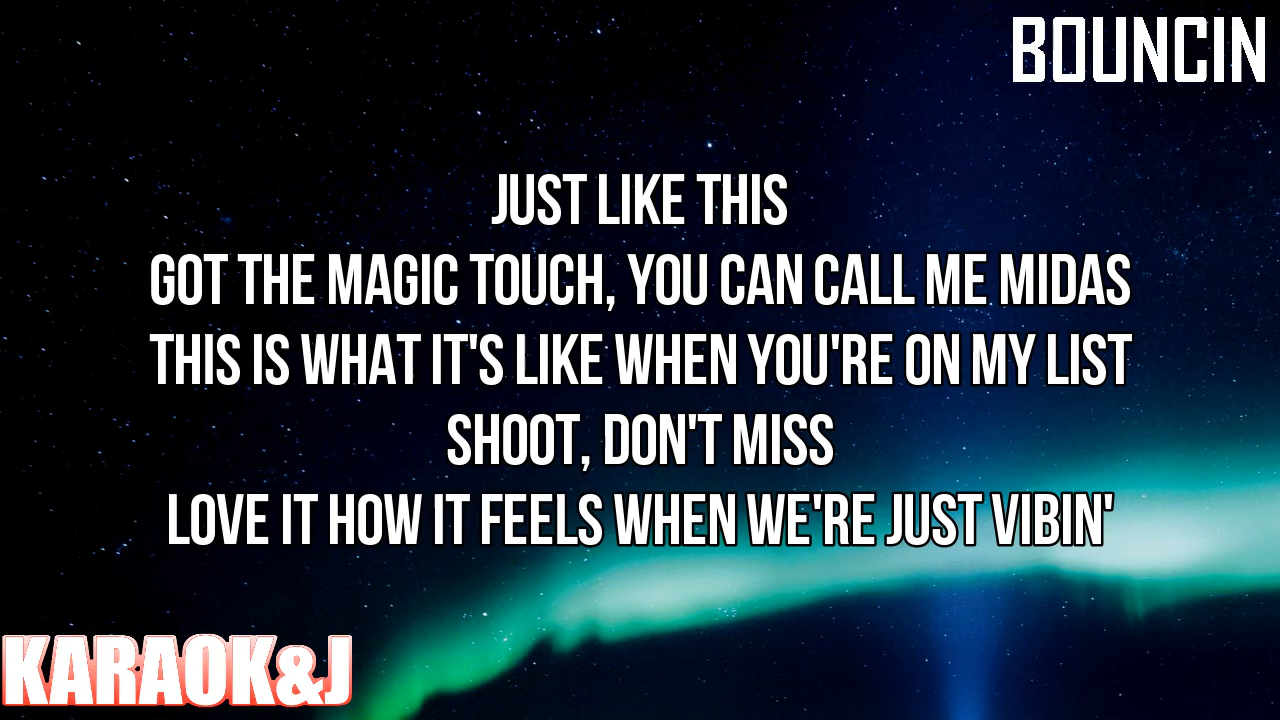 BOUNCIN
JUST LIKE THIS
GOT THE MAGIC TOUCH, YOU CAN CALL ME MIDAS
THIS IS WHAT IT'S LIKE WHEN YOU'RE ON MY LIST
SHOOT, DON'T MISS
LOVE IT HOW IT FEELS WHEN WE'RE JUST VIBIN'
KARAOK&J